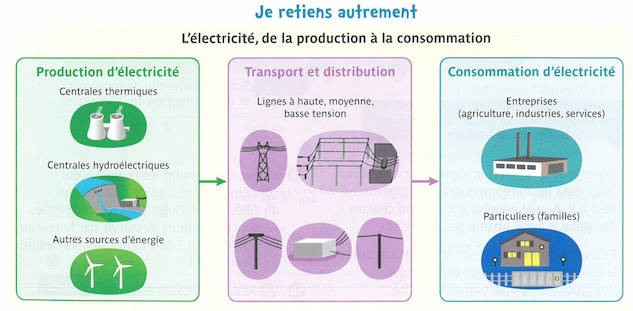 Je retiens autrement
L'électricité, de la production à la consommation
Production d'électricité
Centrales thermiques
Centrales hydroélectriques
Autres sources d'énergie
Transport et distribution
Lignes à haute, moyenne,
basse tension
Consommation d'électricité
Entreprises
(agriculture, industries, services)
Particuliers (familles)